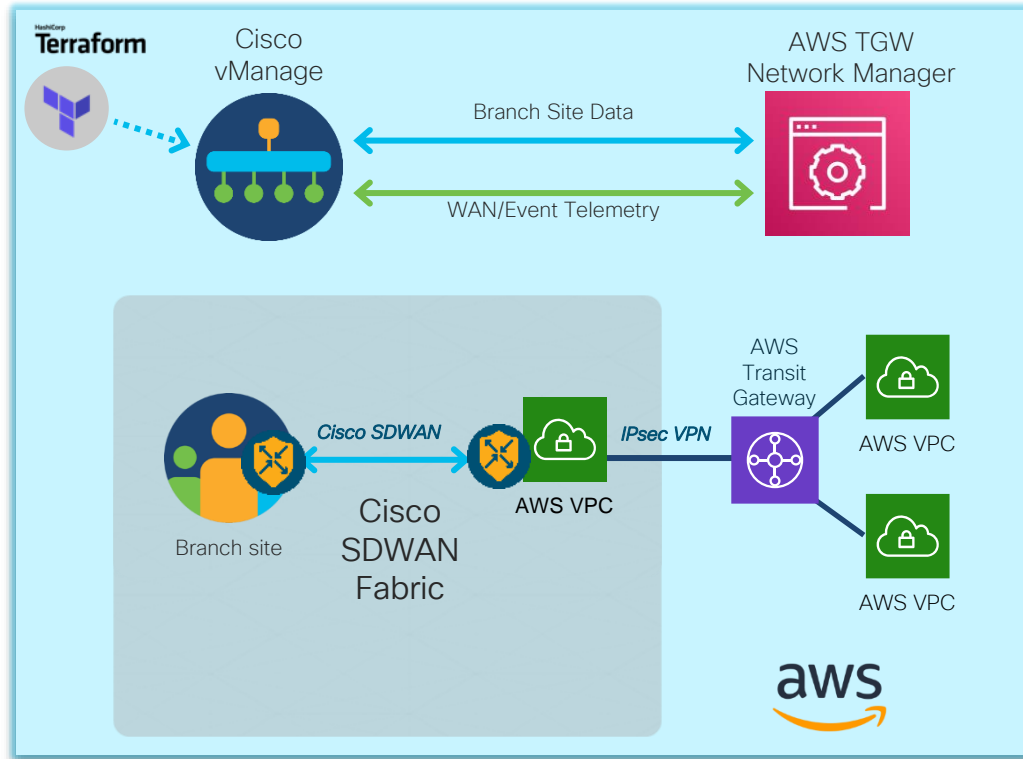 HashiCorp
Terraform
Cisco
vManage
AWS TGW
Network Manager
Branch Site Data
WAN/Event Telemetry
AWS
Transit
Gateway
Cisco SDWAN
IPsec VPN
AWS VPC
AWS VPC
Cisco
SDWAN
Fabric
Branch site
AWS VPC
aws